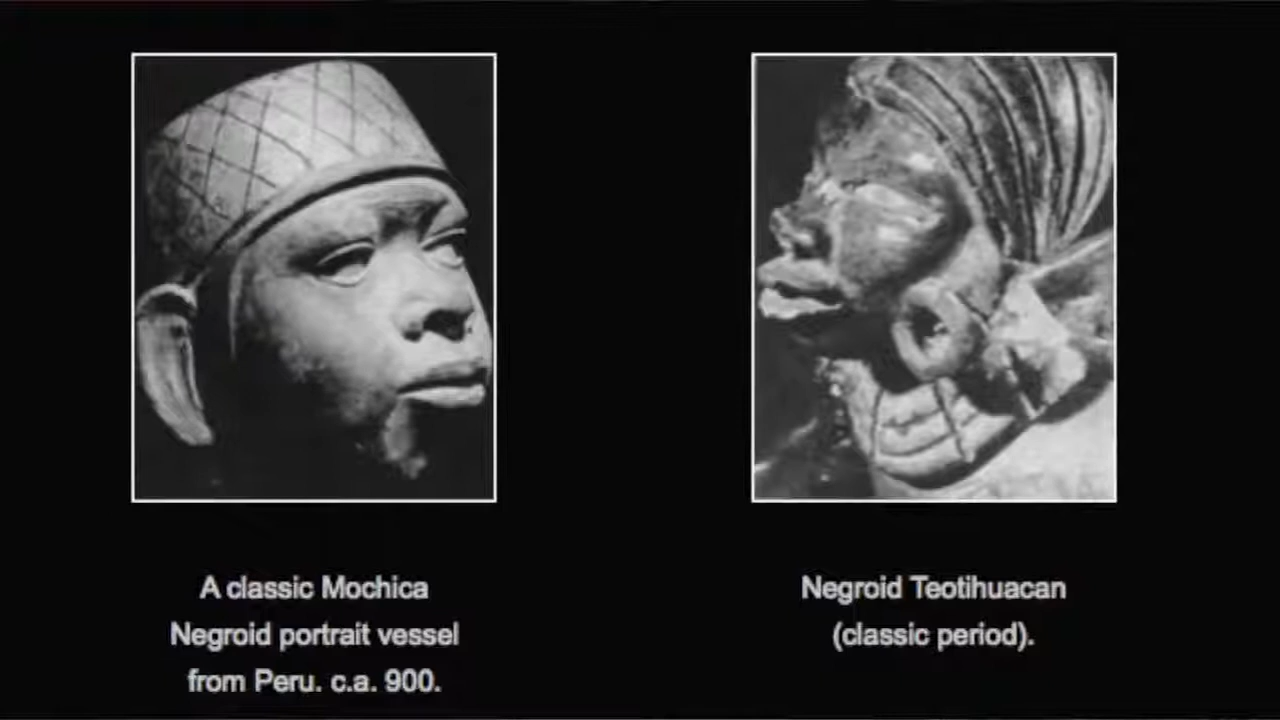 A classic Mochica
Negroid portrait vessel
from Peru. c.a. 900.
Negroid Teotihuacan
(classic period).